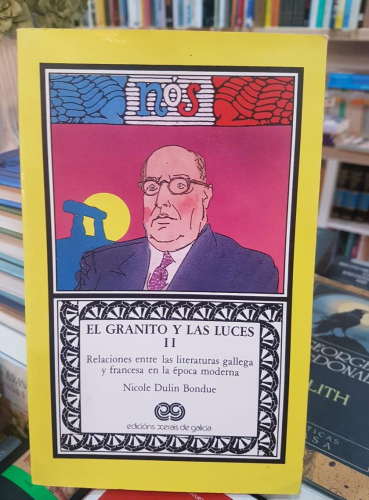 nós
EL GRANITO Y LAS LUCES
II
Relaciones entre las literaturas gallega
y francesa en la época moderna
Nicole Dulin Bondue
edicións xerais de galicia
GEORGE